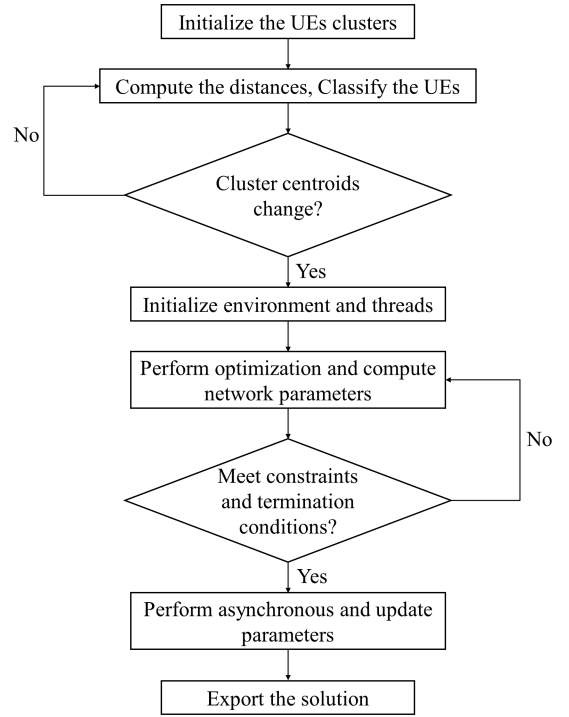 Initialize the UEs clusters
Compute the distances, Classify the UEs
No
Cluster centroids
change?
Yes
Initialize environment and threads
Perform optimization and compute
network parameters
No
Meet constraints
and termination
conditions?
Yes
Perform asynchronous and update
parameters
Export the solution